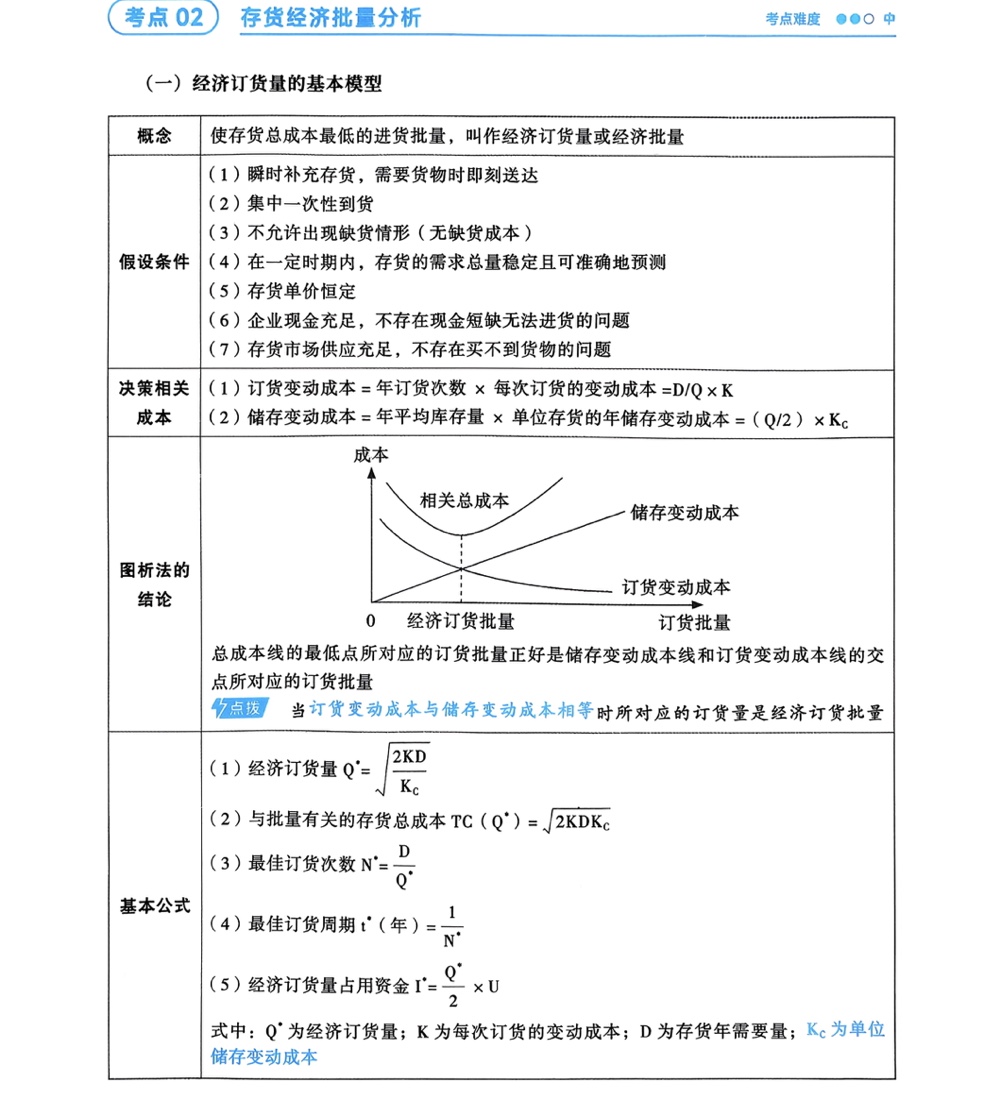 考点 02 存货经济批量分析 考点难度 中
（一）经济订货量的基本模型
概念 使存货总成本最低的进货批量，叫作经济订货量或经济批量
假设条件
（1）瞬时补充存货，需要货物时即刻送达
（2）集中一次性到货
（3）不允许出现缺货情形（无缺货成本）
（4）在一定时期内，存货的需求总量稳定且可准确地预测
（5）存货单价恒定
（6）企业现金充足，不存在现金短缺无法进货的问题
（7）存货市场供应充足，不存在买不到货物的问题
决策相关
成本
（1）订货变动成本 = 年订货次数 × 每次订货的变动成本 =D/Q × K
（2）储存变动成本 = 年平均库存量 × 单位存货的年储存变动成本 =（Q/2）× Kc
图析法的
结论
成本
相关总成本
储存变动成本
订货变动成本
0 经济订货批量 订货批量
总成本线的最低点所对应的订货批量正好是储存变动成本线和订货变动成本线的交
点所对应的订货批量
点拨 当订货变动成本与储存变动成本相等时所对应的订货量是经济订货批量
基本公式
（1）经济订货量 Q*= √(2KD/Kc)
（2）与批量有关的存货总成本 TC（Q*）= √(2KDKc)
（3）最佳订货次数 N*= D/Q*
（4）最佳订货周期 t*（年）= 1/N*
（5）经济订货量占用资金 I*= Q*/2 × U
式中：Q* 为经济订货量；K 为每次订货的变动成本；D 为存货年需要量；Kc 为单位
储存变动成本